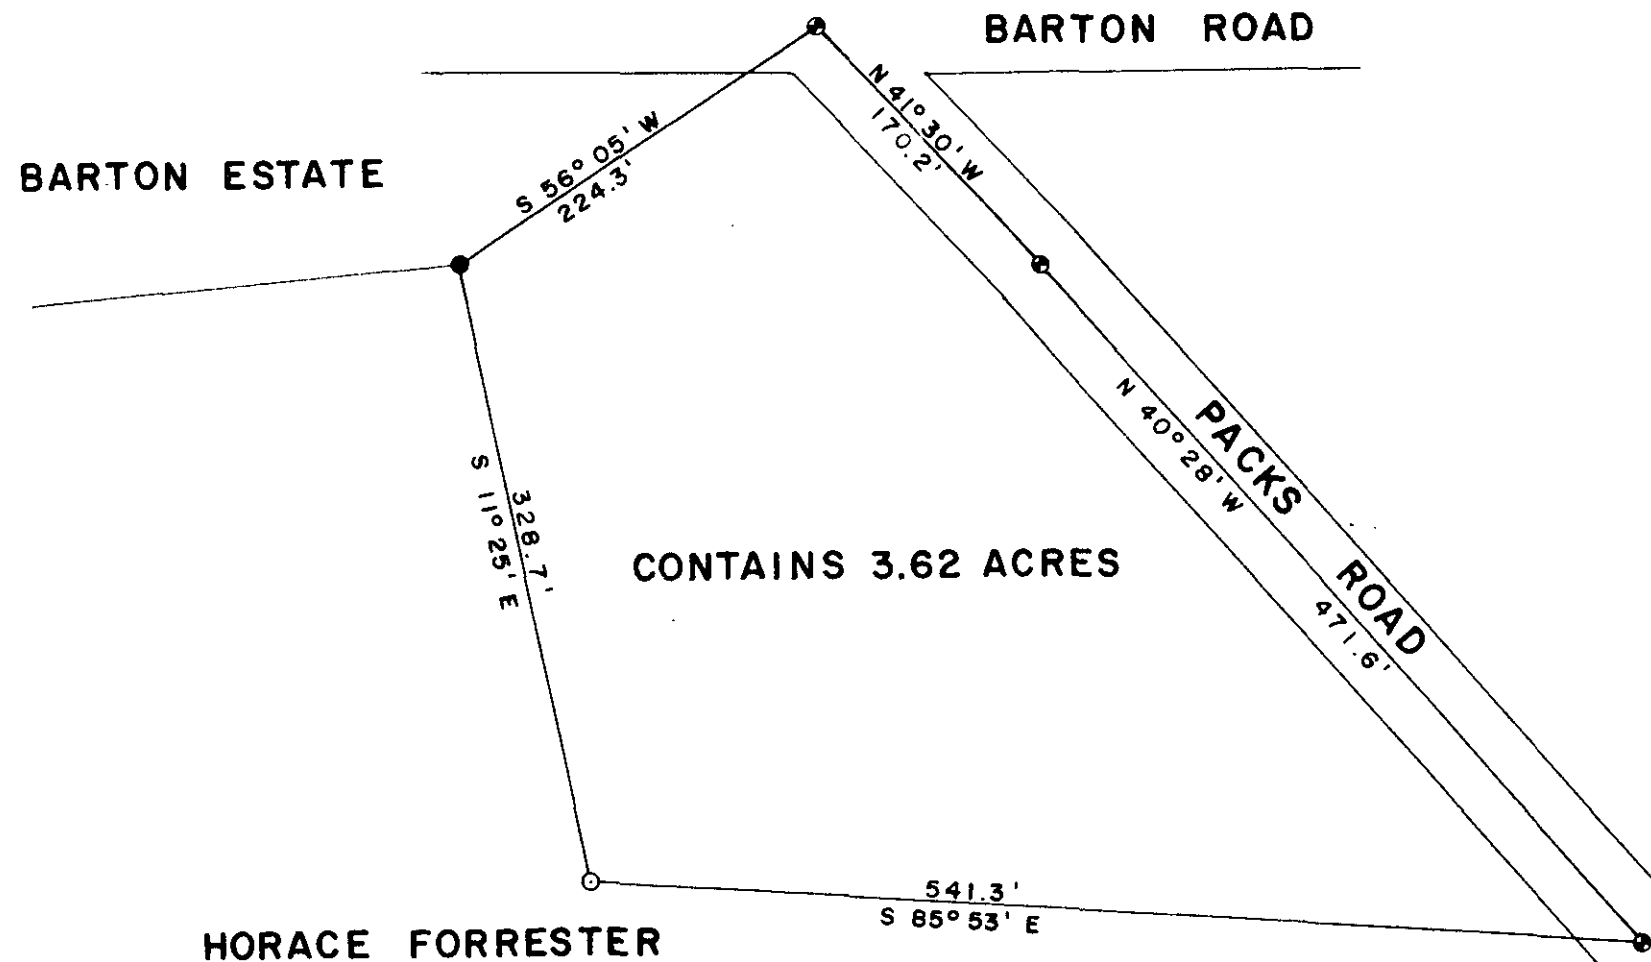 BARTON ROAD
N 41° 30' W
170.2'
S 56° 05' W
224.3'
BARTON ESTATE
N 40° 28' W
471.6'
PACKS ROAD
328.7'
S 11° 25' E
CONTAINS 3.62 ACRES
541.3'
S 85° 53' E
HORACE FORRESTER